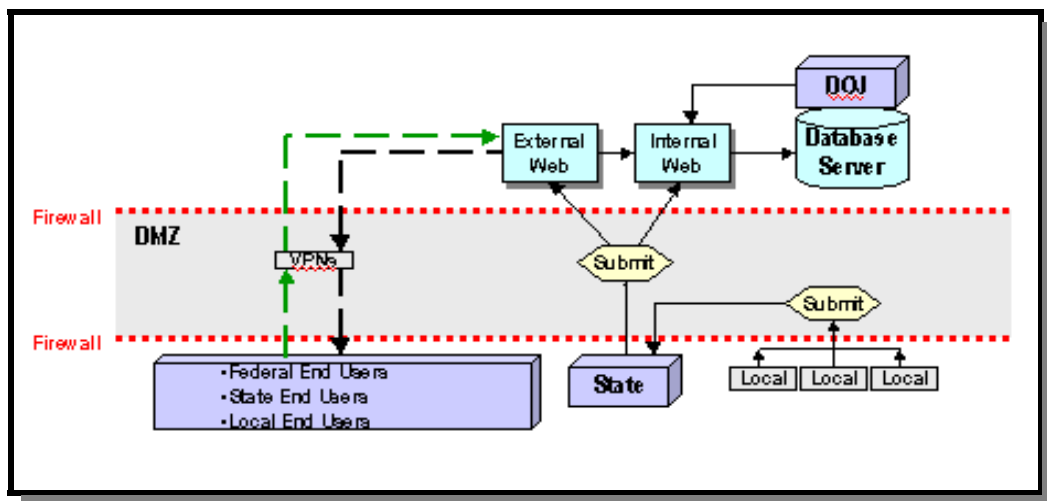 DOJ
External
Web
Internal
Web
Database
Server
Firewall
DMZ
VPNs
Submit
Submit
Firewall
•Federal End Users
•State End Users
•Local End Users
State
Local
Local
Local